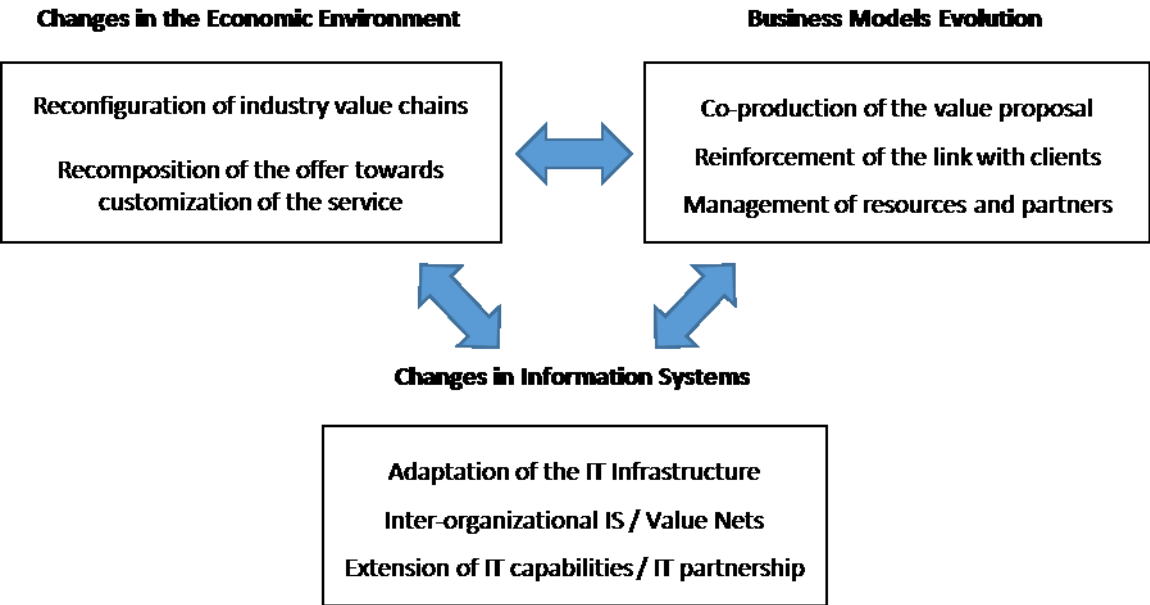 Changes in the Economic Environment
Business Models Evolution
Reconfiguration of industry value chains
Recomposition of the offer towards
customization of the service
Co-production of the value proposal
Reinforcement of the link with clients
Management of resources and partners
Changes in Information Systems
Adaptation of the IT Infrastructure
Inter-organizational IS / Value Nets
Extension of IT capabilities / IT partnership